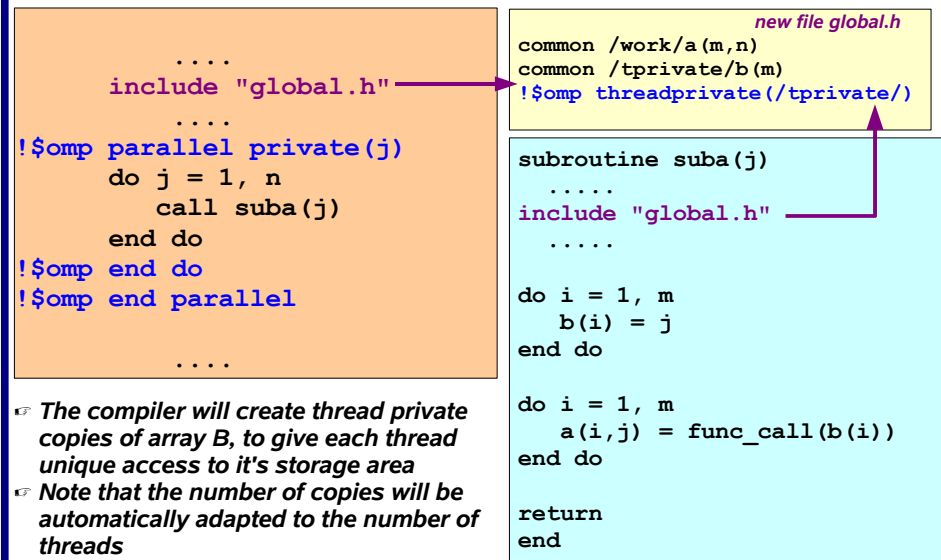 ....
include "global.h"
....
!$omp parallel private(j)
do j = 1, n
call suba(j)
end do
!$omp end do
!$omp end parallel
....
☞ The compiler will create thread private
copies of array B, to give each thread
unique access to it's storage area
☞ Note that the number of copies will be
automatically adapted to the number of
threads
new file global.h
common /work/a(m,n)
common /tprivate/b(m)
!$omp threadprivate(/tprivate/)
subroutine suba(j)
.....
include "global.h"
.....
do i = 1, m
b(i) = j
end do
do i = 1, m
a(i,j) = func_call(b(i))
end do
return
end